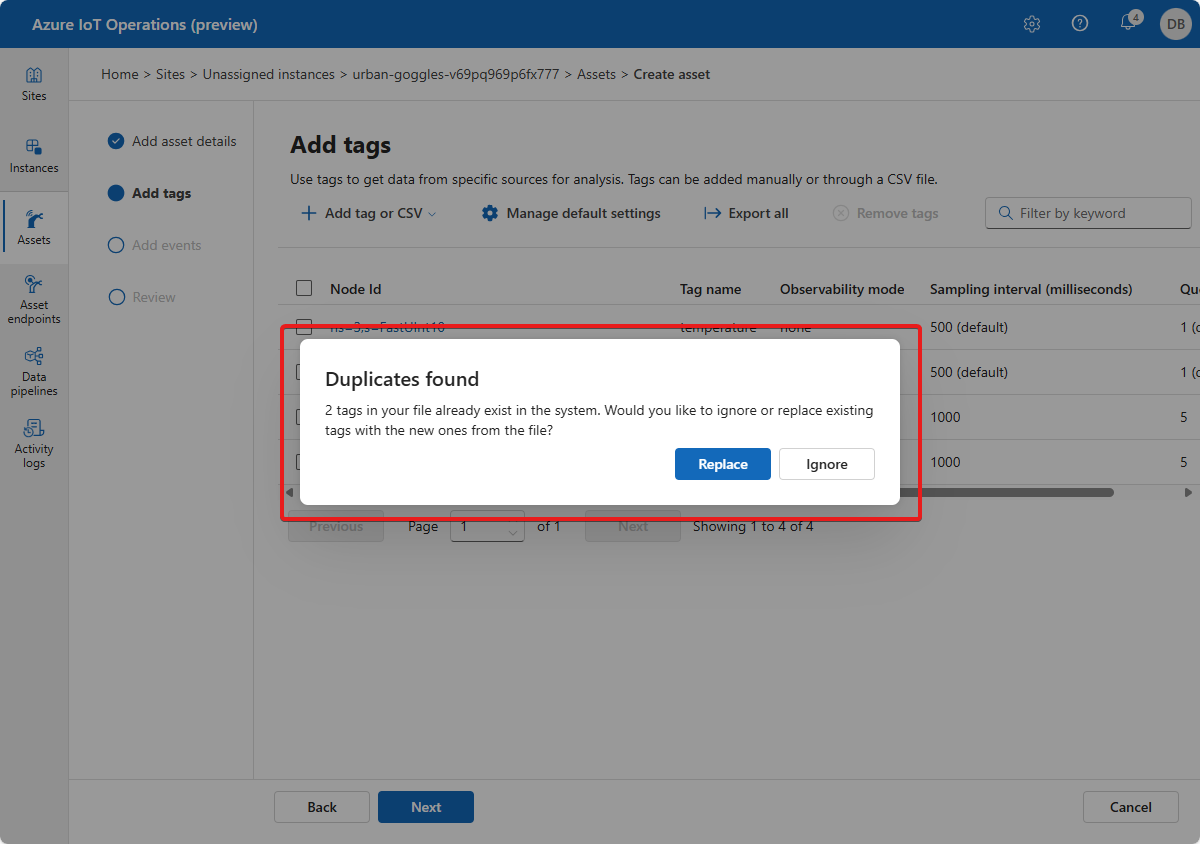 Azure IoT Operations (preview)
4
DB
Home > Sites > Unassigned instances > urban-goggles-v69pq969p6fx777 > Assets > Create asset
Sites
Instances
Assets
Asset
endpoints
Data
pipelines
Activity
logs
Add asset details
Add tags
Add events
Review
Add tags
Use tags to get data from specific sources for analysis. Tags can be added manually or through a CSV file.
Add tag or CSV Manage default settings Export all Remove tags Filter by keyword
Node Id Tag name Observability mode Sampling interval (milliseconds) Qu
ns=3;s=FastUInt10 temperature none 500 (default) 1 (
500 (default) 1 (
1000 5
1000 5
Duplicates found
2 tags in your file already exist in the system. Would you like to ignore or replace existing
tags with the new ones from the file?
Replace Ignore
Previous Page 1 of 1 Next Showing 1 to 4 of 4
Back Next Cancel